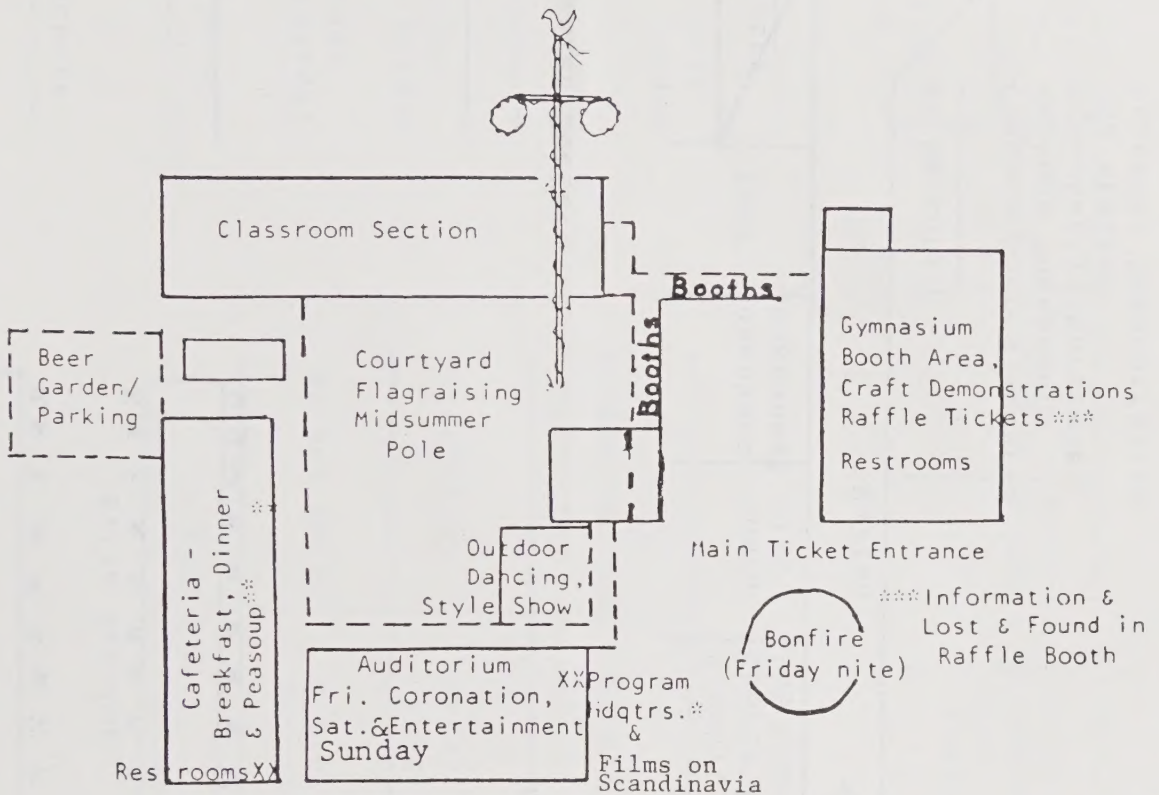 Classroom Section
Booths
Booths
Beer
Garden/
Parking
Courtyard
Flagraising
Midsummer
Pole
Gymnasium
Booth Area,
Craft Demonstrations
Raffle Tickets ***
Restrooms
Cafeteria -
Breakfast, Dinner **
& Peasoup **
RestroomsXX
Outdoor
Dancing,
Style Show
Main Ticket Entrance
Bonfire
(Friday nite)
***Information &
Lost & Found in
Raffle Booth
Auditorium
Fri. Coronation,
Sat.&Entertainment
Sunday
XXProgram
Hdqtrs.*
&
Films on
Scandinavia